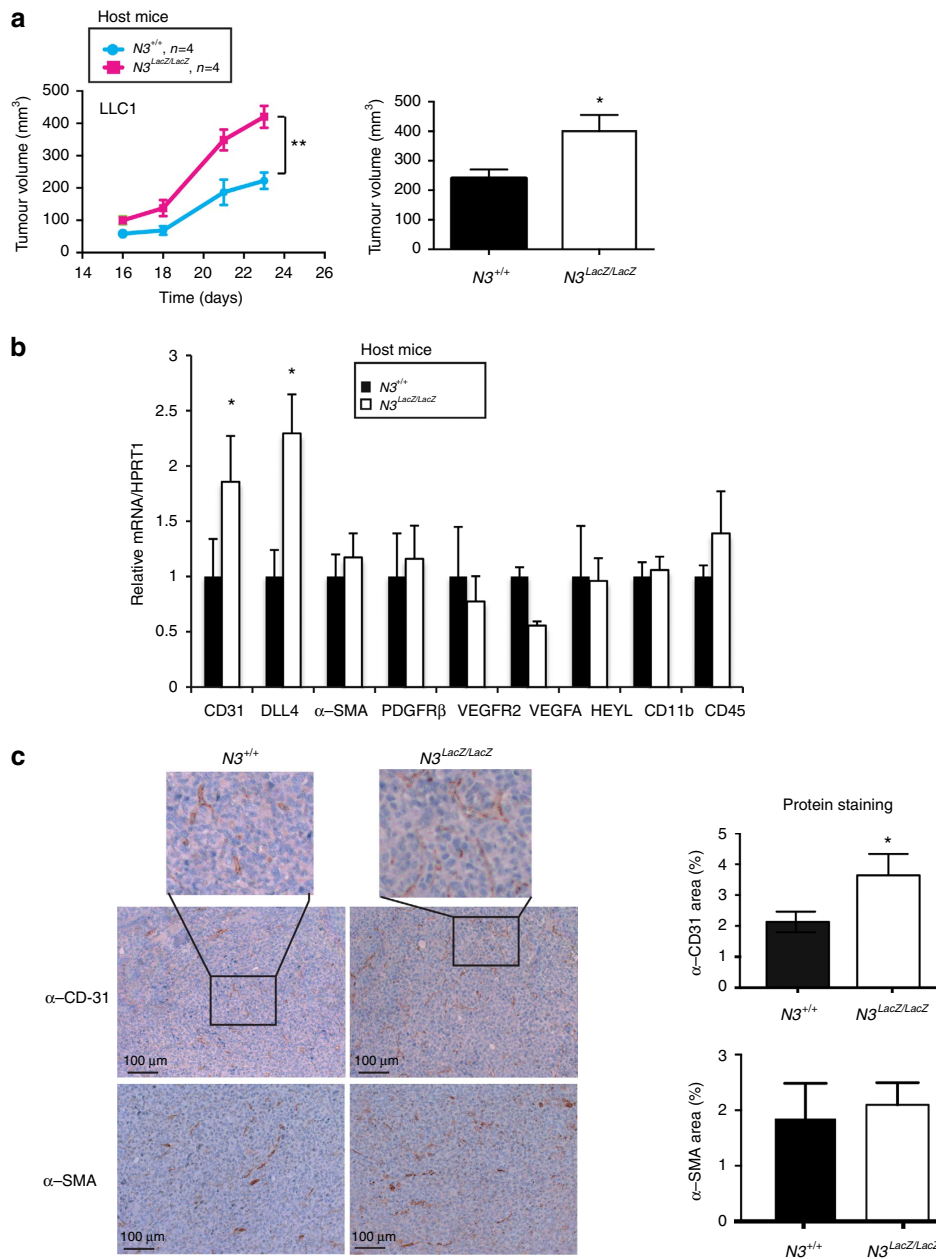 a
Host mice
N3+/+, n=4
N3LacZ/LacZ, n=4
LLC1
Tumour volume (mm3)
500
400
300
200
100
0
**
14 16 18 20 22 24 26
Time (days)
Tumour volume (mm3)
500
400
300
200
100
0
*
N3+/+ N3LacZ/LacZ
b
Host mice
N3+/+
N3LacZ/LacZ
Relative mRNA/HPRT1
3
2.5
2
1.5
1
0.5
0
* *
CD31 DLL4 α–SMA PDGFRβ VEGFR2 VEGFA HEYL CD11b CD45
c
N3+/+ N3LacZ/LacZ
α–CD-31
100 µm 100 µm
α–SMA
100 µm 100 µm
Protein staining
α–CD31 area (%)
5
4
3
2
1
0
*
N3+/+ N3LacZ/LacZ
α–SMA area (%)
3
2
1
0
N3+/+ N3LacZ/LacZ